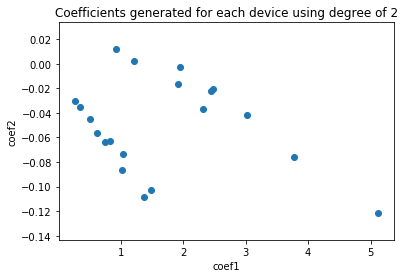 Coefficients generated for each device using degree of 2
0.02
0.00
−0.02
−0.04
−0.06
−0.08
−0.10
−0.12
−0.14
coef2
1 2 3 4 5
coef1